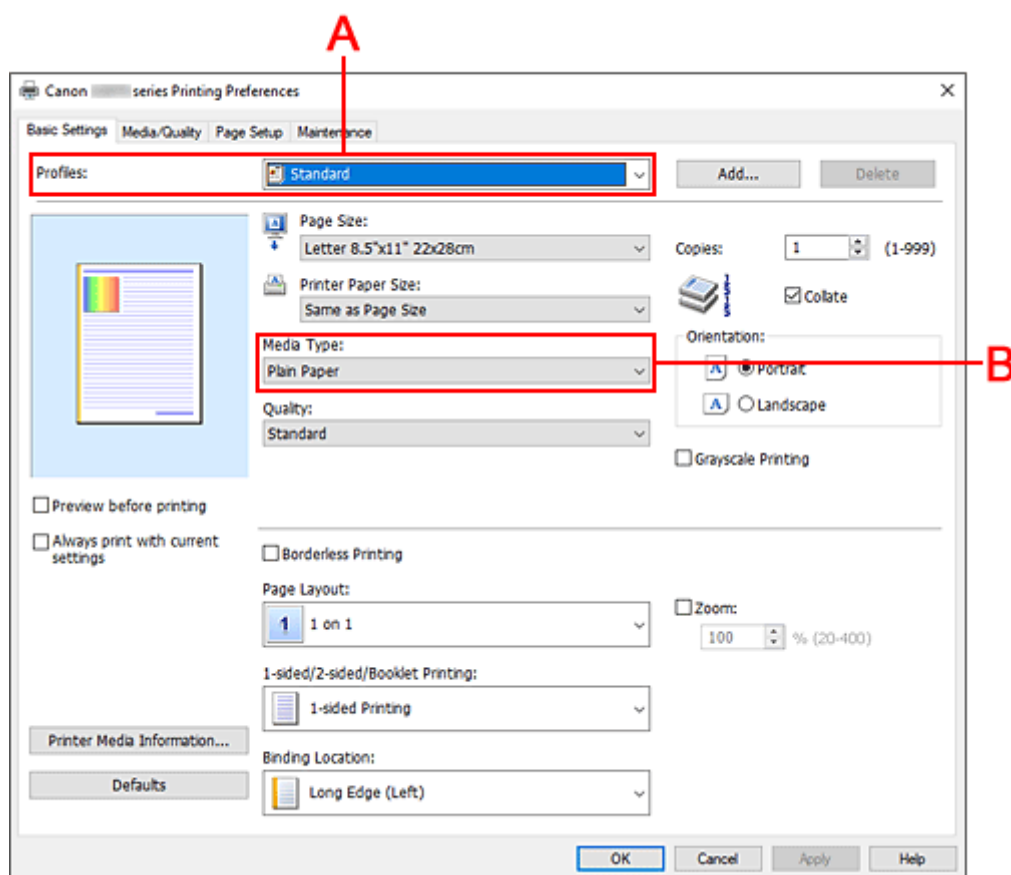 A
Canon series Printing Preferences
Basic Settings Media/Quality Page Setup Maintenance
Profiles: Standard Add... Delete
Page Size:
Letter 8.5"x11" 22x28cm
Copies: 1 (1-999)
Printer Paper Size:
Same as Page Size
Collate
Media Type:
Plain Paper
Orientation:
Portrait
Landscape
B
Quality:
Standard
Grayscale Printing
Preview before printing
Always print with current
settings
Borderless Printing
Page Layout:
1 1 on 1
Zoom:
100 % (20-400)
1-sided/2-sided/Booklet Printing:
1-sided Printing
Printer Media Information...
Binding Location:
Defaults
Long Edge (Left)
OK Cancel Apply Help